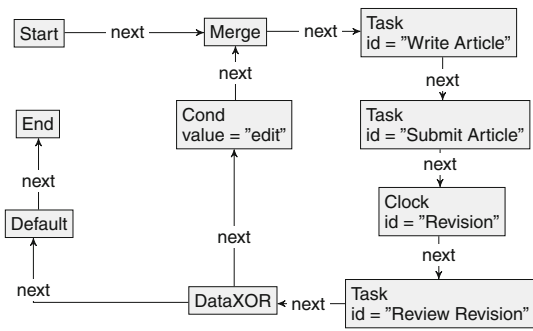 Start
next
Merge
next
Task
id = "Write Article"
next
next
Cond
value = "edit"
Task
id = "Submit Article"
End
next
next
Clock
id = "Revision"
Default
next
next
next
DataXOR
next
Task
id = "Review Revision"